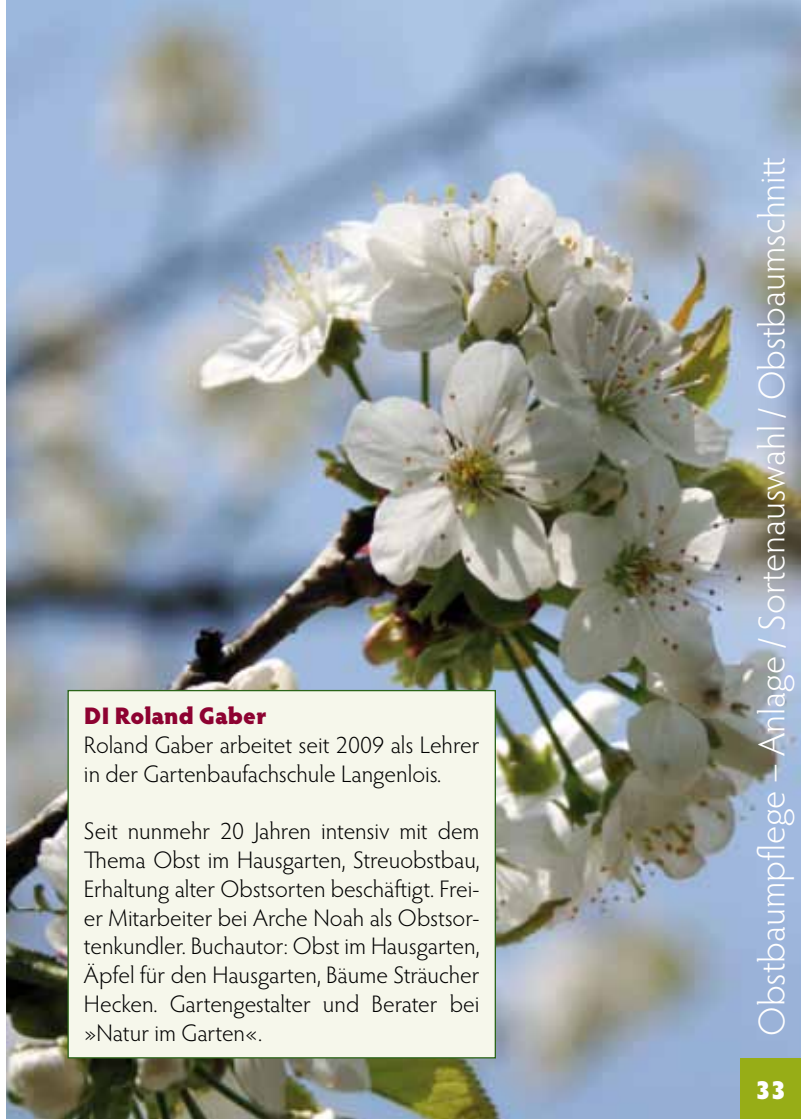 DI Roland Gaber
Roland Gaber arbeitet seit 2009 als Lehrer
in der Gartenbaufachschule Langenlois.
Seit nunmehr 20 Jahren intensiv mit dem
Thema Obst im Hausgarten, Streuobstbau,
Erhaltung alter Obstsorten beschäftigt. Frei-
er Mitarbeiter bei Arche Noah als Obstsor-
tenkundler. Buchautor: Obst im Hausgarten,
Äpfel für den Hausgarten, Bäume Sträucher
Hecken. Gartengestalter und Berater bei
»Natur im Garten«.
Obstbaumpflege – Anlage / Sortenauswahl / Obstbaumschnitt
33